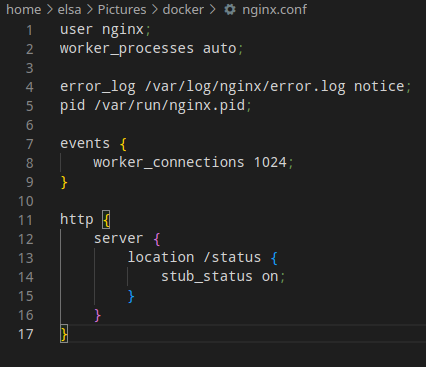 home > elsa > Pictures > docker > nginx.conf
1 user nginx;
2 worker_processes auto;
3
4 error_log /var/log/nginx/error.log notice;
5 pid /var/run/nginx.pid;
6
7 events {
8     worker_connections 1024;
9 }
10
11 http {
12     server {
13         location /status {
14             stub_status on;
15         }
16     }
17 }